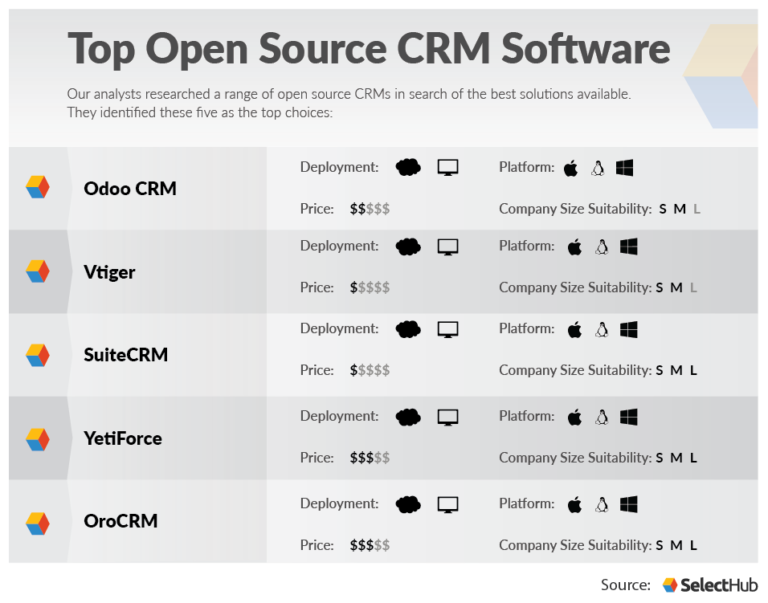 Top Open Source CRM Software
Our analysts researched a range of open source CRMs in search of the best solutions available.
They identified these five as the top choices:
Odoo CRM
Deployment:
Platform:
Price: $$$$$
Company Size Suitability: S M L
Vtiger
Deployment:
Platform:
Price: $$$$$
Company Size Suitability: S M L
SuiteCRM
Deployment:
Platform:
Price: $$$$$
Company Size Suitability: S M L
YetiForce
Deployment:
Platform:
Price: $$$$$
Company Size Suitability: S M L
OroCRM
Deployment:
Platform:
Price: $$$$$
Company Size Suitability: S M L
Source: SelectHub